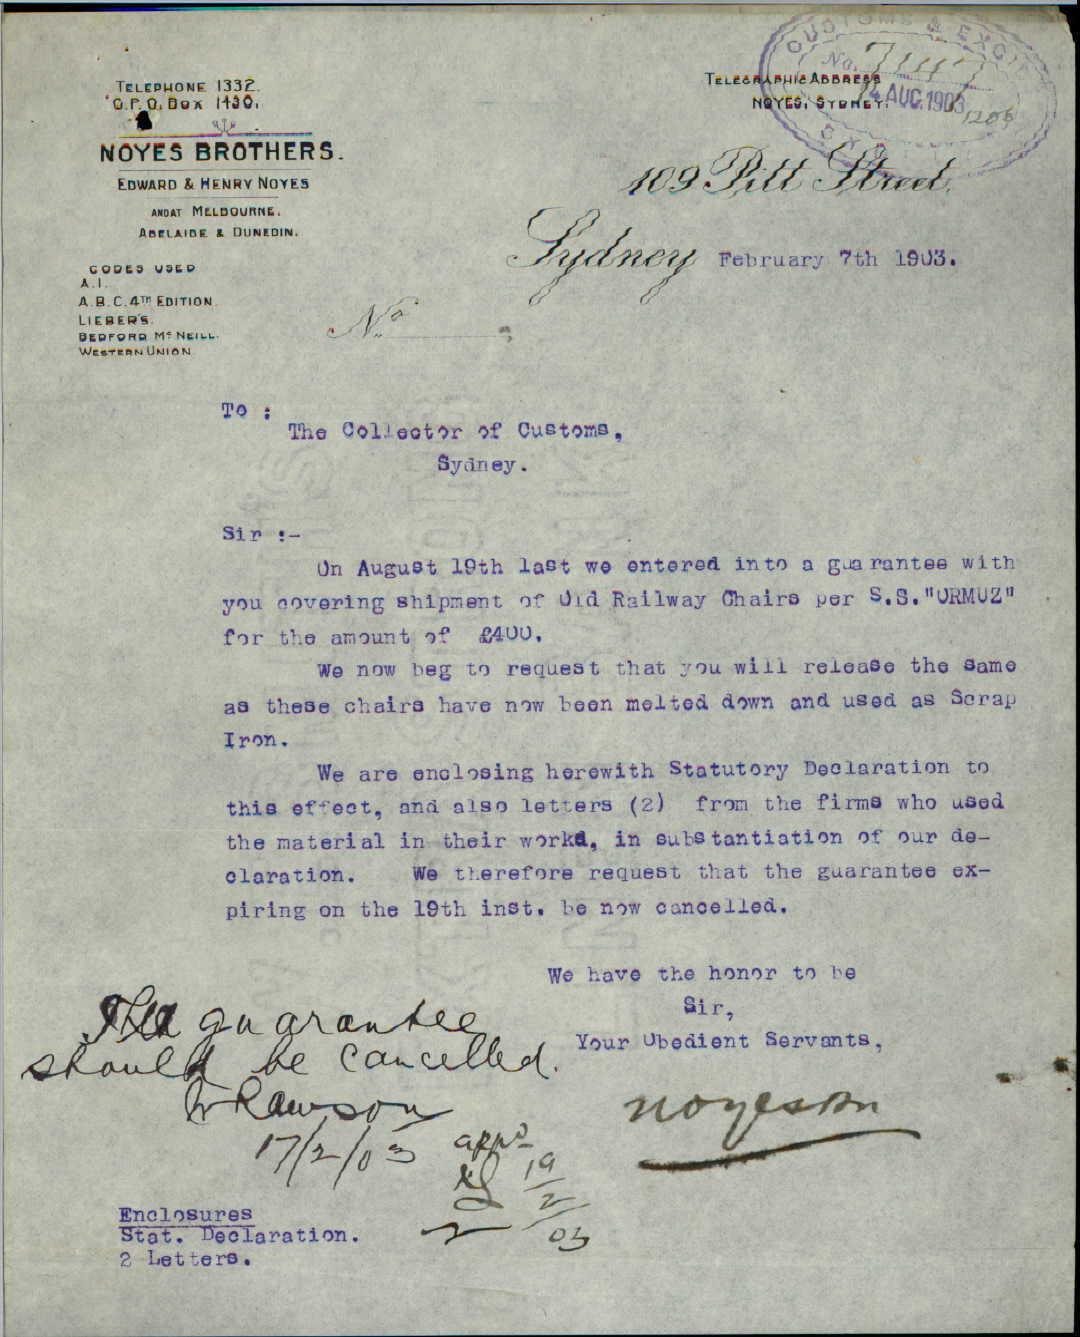 TELEPHONE 1332.
G.P.O. BOX 1430.
NOYES BROTHERS.
EDWARD & HENRY NOYES
AND AT MELBOURNE.
ADELAIDE & DUNEDIN.
CODES USED
A.I.
A.B.C. 4TH EDITION.
LIEBER'S.
BEDFORD Mc NEILL.
WESTERN UNION.
TELEGRAPHIC ADDRESS
NOYES, SYDNEY.
CUSTOMS & EXCISE
No.
14 AUG. 1903
109 Pitt Street,
Sydney February 7th 1903.
No.
To :
The Collector of Customs,
Sydney.
Sir :-
On August 19th last we entered into a guarantee with
you covering shipment of Old Railway Chairs per S.S."ORMUZ"
for the amount of £400.
We now beg to request that you will release the same
as these chairs have now been melted down and used as Scrap
Iron.
We are enclosing herewith Statutory Declaration to
this effect, and also letters (2) from the firms who used
the material in their works, in substantiation of our de-
claration. We therefore request that the guarantee ex-
piring on the 19th inst. be now cancelled.
We have the honor to be
Sir,
Your Obedient Servants,
Noyes Bros
The guarantee
should be cancelled.
W Rawson
17/2/03
appd
19/2/03
Enclosures
Stat. Declaration.
2 Letters.